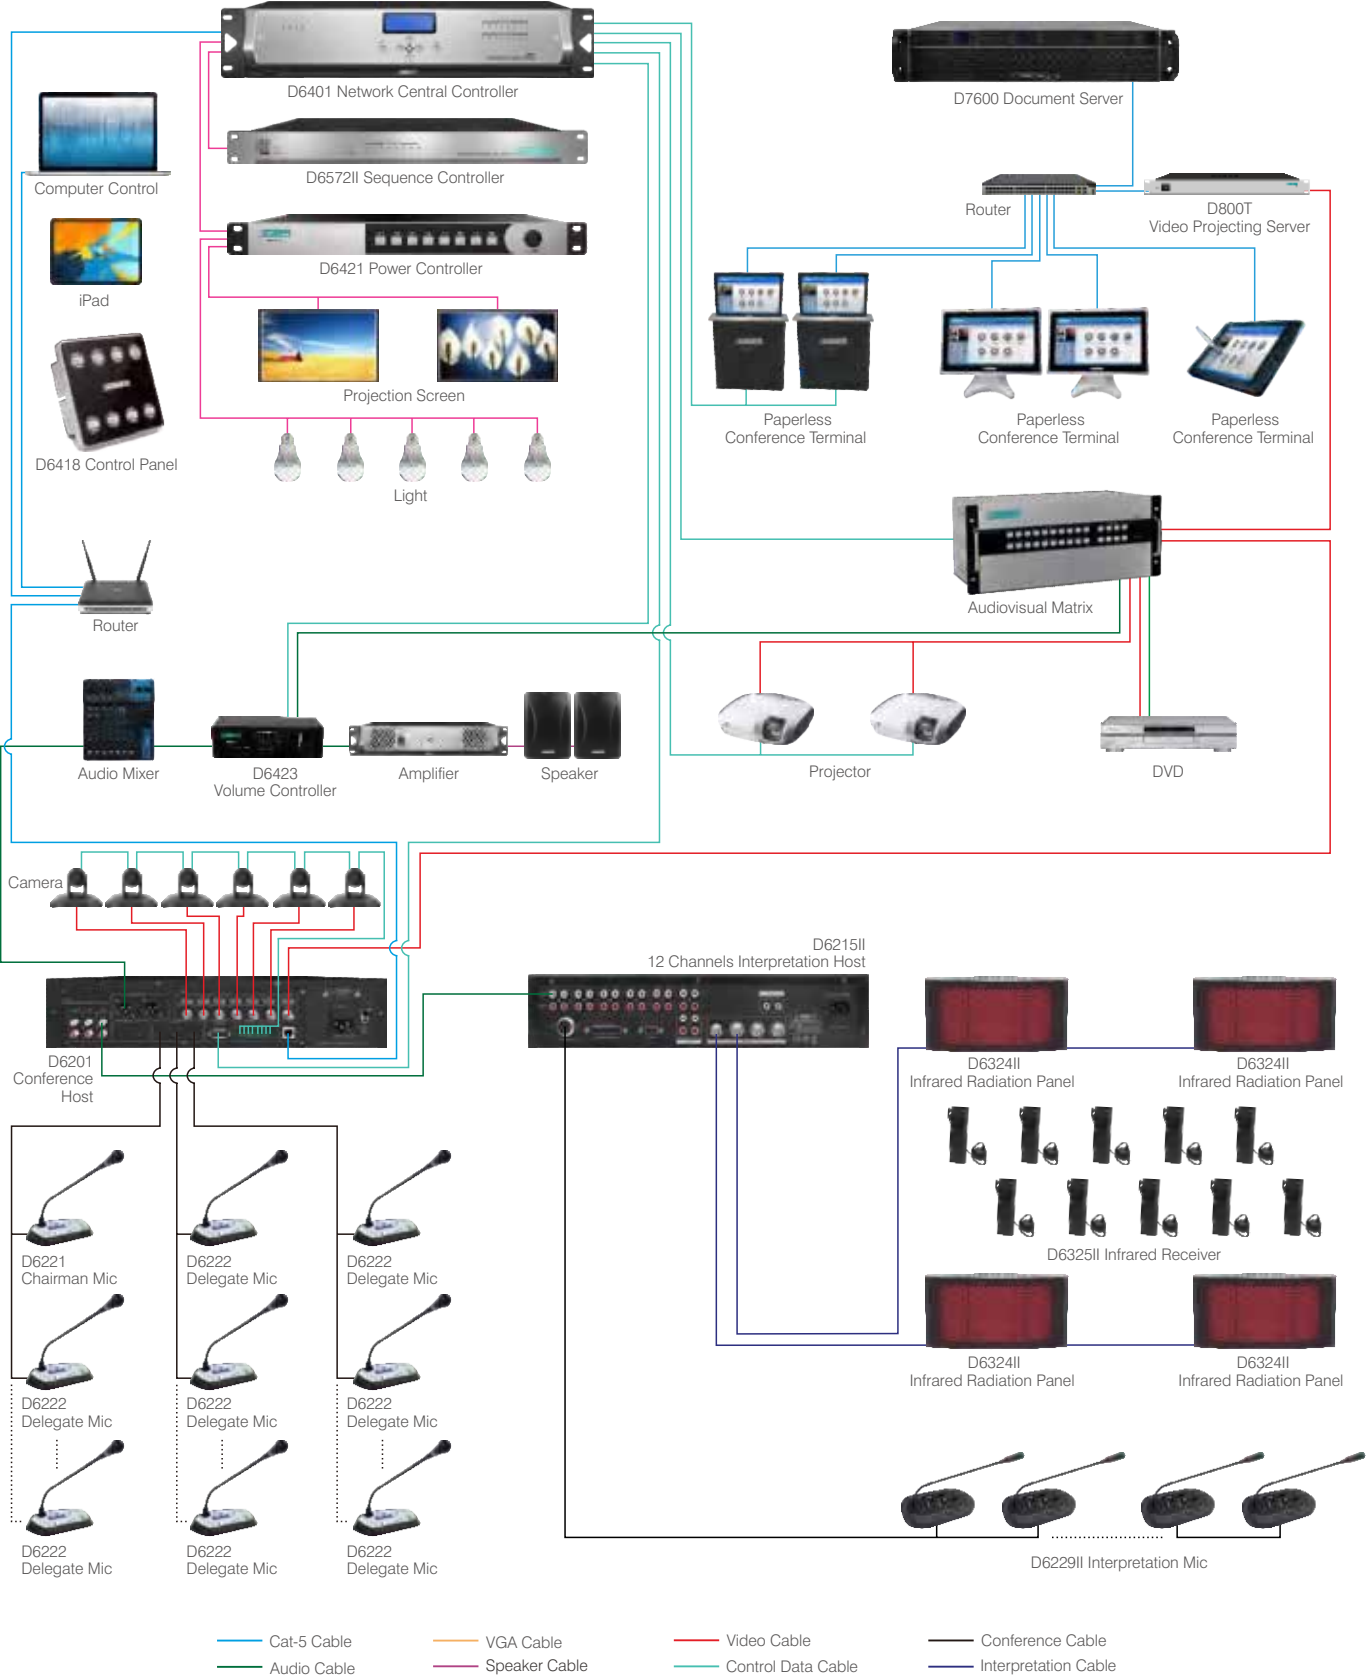 D6401 Network Central Controller
D7600 Document Server
D6572II Sequence Controller
Computer Control
Router
D800T
Video Projecting Server
D6421 Power Controller
iPad
Projection Screen
Paperless
Conference Terminal
Paperless
Conference Terminal
Paperless
Conference Terminal
D6418 Control Panel
Light
Audiovisual Matrix
Router
Audio Mixer
D6423
Volume Controller
Amplifier
Speaker
Projector
DVD
Camera
D6215II
12 Channels Interpretation Host
D6201
Conference
Host
D6324II
Infrared Radiation Panel
D6324II
Infrared Radiation Panel
D6325II Infrared Receiver
D6221
Chairman Mic
D6222
Delegate Mic
D6222
Delegate Mic
D6324II
Infrared Radiation Panel
D6324II
Infrared Radiation Panel
D6222
Delegate Mic
D6222
Delegate Mic
D6222
Delegate Mic
D6222
Delegate Mic
D6222
Delegate Mic
D6222
Delegate Mic
D6229II Interpretation Mic
Cat-5 Cable
VGA Cable
Video Cable
Conference Cable
Audio Cable
Speaker Cable
Control Data Cable
Interpretation Cable